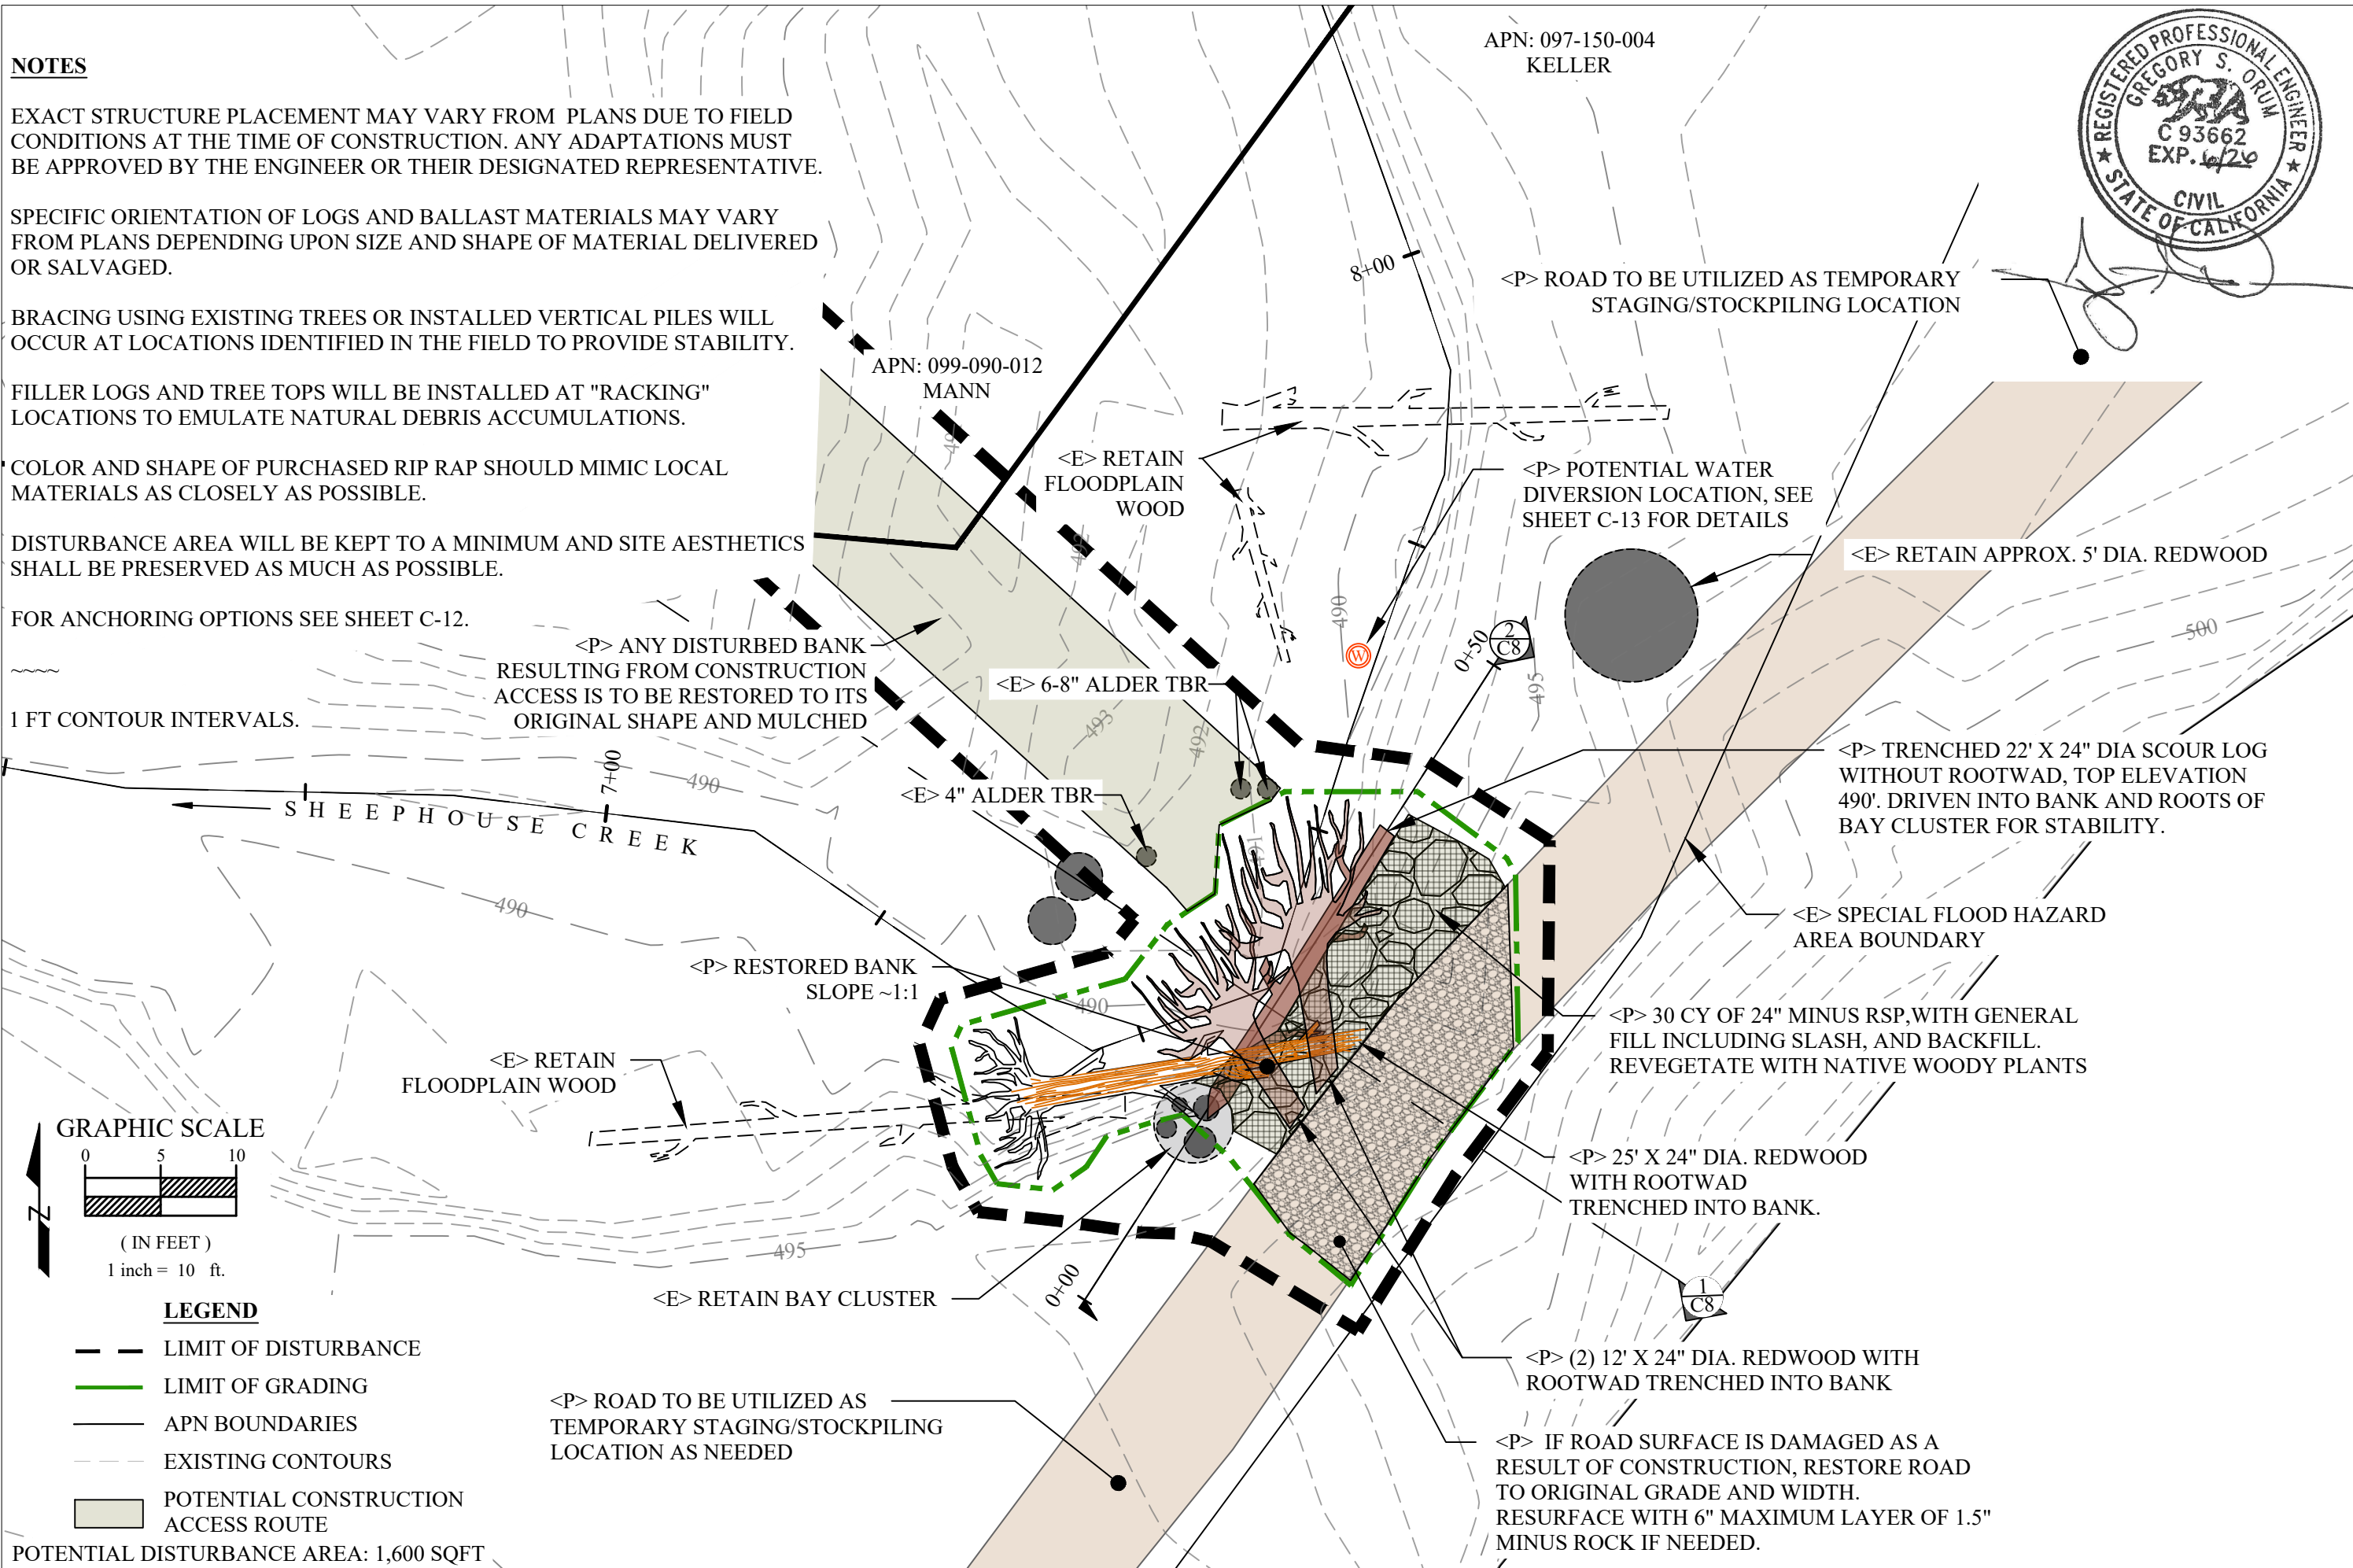 NOTES
EXACT STRUCTURE PLACEMENT MAY VARY FROM PLANS DUE TO FIELD
CONDITIONS AT THE TIME OF CONSTRUCTION. ANY ADAPTATIONS MUST
BE APPROVED BY THE ENGINEER OR THEIR DESIGNATED REPRESENTATIVE.
SPECIFIC ORIENTATION OF LOGS AND BALLAST MATERIALS MAY VARY
FROM PLANS DEPENDING UPON SIZE AND SHAPE OF MATERIAL DELIVERED
OR SALVAGED.
BRACING USING EXISTING TREES OR INSTALLED VERTICAL PILES WILL
OCCUR AT LOCATIONS IDENTIFIED IN THE FIELD TO PROVIDE STABILITY.
FILLER LOGS AND TREE TOPS WILL BE INSTALLED AT "RACKING"
LOCATIONS TO EMULATE NATURAL DEBRIS ACCUMULATIONS.
COLOR AND SHAPE OF PURCHASED RIP RAP SHOULD MIMIC LOCAL
MATERIALS AS CLOSELY AS POSSIBLE.
DISTURBANCE AREA WILL BE KEPT TO A MINIMUM AND SITE AESTHETICS
SHALL BE PRESERVED AS MUCH AS POSSIBLE.
FOR ANCHORING OPTIONS SEE SHEET C-12.
~~~~
1 FT CONTOUR INTERVALS.
APN: 097-150-004
KELLER
REGISTERED PROFESSIONAL ENGINEER
GREGORY S. ORUM
C 93662
EXP. 6/26
CIVIL
STATE OF CALIFORNIA
8+00
<P> ROAD TO BE UTILIZED AS TEMPORARY
STAGING/STOCKPILING LOCATION
APN: 099-090-012
MANN
<E> RETAIN
FLOODPLAIN
WOOD
<P> POTENTIAL WATER
DIVERSION LOCATION, SEE
SHEET C-13 FOR DETAILS
<E> RETAIN APPROX. 5' DIA. REDWOOD
492
490
W
0+50
2
C8
495
500
<P> ANY DISTURBED BANK
RESULTING FROM CONSTRUCTION
ACCESS IS TO BE RESTORED TO ITS
ORIGINAL SHAPE AND MULCHED
<E> 6-8" ALDER TBR
493
492
<E> 4" ALDER TBR
7+00
490
SHEEPHOUSE CREEK
490
491
<P> TRENCHED 22' X 24" DIA SCOUR LOG
WITHOUT ROOTWAD, TOP ELEVATION
490'. DRIVEN INTO BANK AND ROOTS OF
BAY CLUSTER FOR STABILITY.
<E> SPECIAL FLOOD HAZARD
AREA BOUNDARY
<P> RESTORED BANK
SLOPE ~1:1
490
<P> 30 CY OF 24" MINUS RSP,WITH GENERAL
FILL INCLUDING SLASH, AND BACKFILL.
REVEGETATE WITH NATIVE WOODY PLANTS
<E> RETAIN
FLOODPLAIN WOOD
<P> 25' X 24" DIA. REDWOOD
WITH ROOTWAD
TRENCHED INTO BANK.
495
0+00
<E> RETAIN BAY CLUSTER
1
C8
<P> (2) 12' X 24" DIA. REDWOOD WITH
ROOTWAD TRENCHED INTO BANK
<P> ROAD TO BE UTILIZED AS
TEMPORARY STAGING/STOCKPILING
LOCATION AS NEEDED
<P> IF ROAD SURFACE IS DAMAGED AS A
RESULT OF CONSTRUCTION, RESTORE ROAD
TO ORIGINAL GRADE AND WIDTH.
RESURFACE WITH 6" MAXIMUM LAYER OF 1.5"
MINUS ROCK IF NEEDED.
GRAPHIC SCALE
0 5 10
N
( IN FEET )
1 inch = 10 ft.
LEGEND
LIMIT OF DISTURBANCE
LIMIT OF GRADING
APN BOUNDARIES
EXISTING CONTOURS
POTENTIAL CONSTRUCTION
ACCESS ROUTE
POTENTIAL DISTURBANCE AREA: 1,600 SQFT